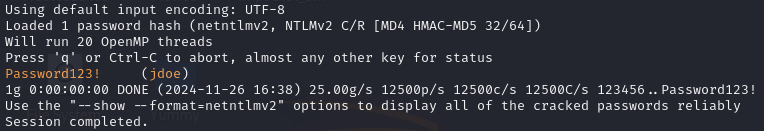 Using default input encoding: UTF-8
Loaded 1 password hash (netntlmv2, NTLMv2 C/R [MD4 HMAC-MD5 32/64])
Will run 20 OpenMP threads
Press 'q' or Ctrl-C to abort, almost any other key for status
Password123!     (jdoe)
1g 0:00:00:00 DONE (2024-11-26 16:38) 25.00g/s 12500p/s 12500c/s 12500C/s 123456..Password123!
Use the "--show --format=netntlmv2" options to display all of the cracked passwords reliably
Session completed.